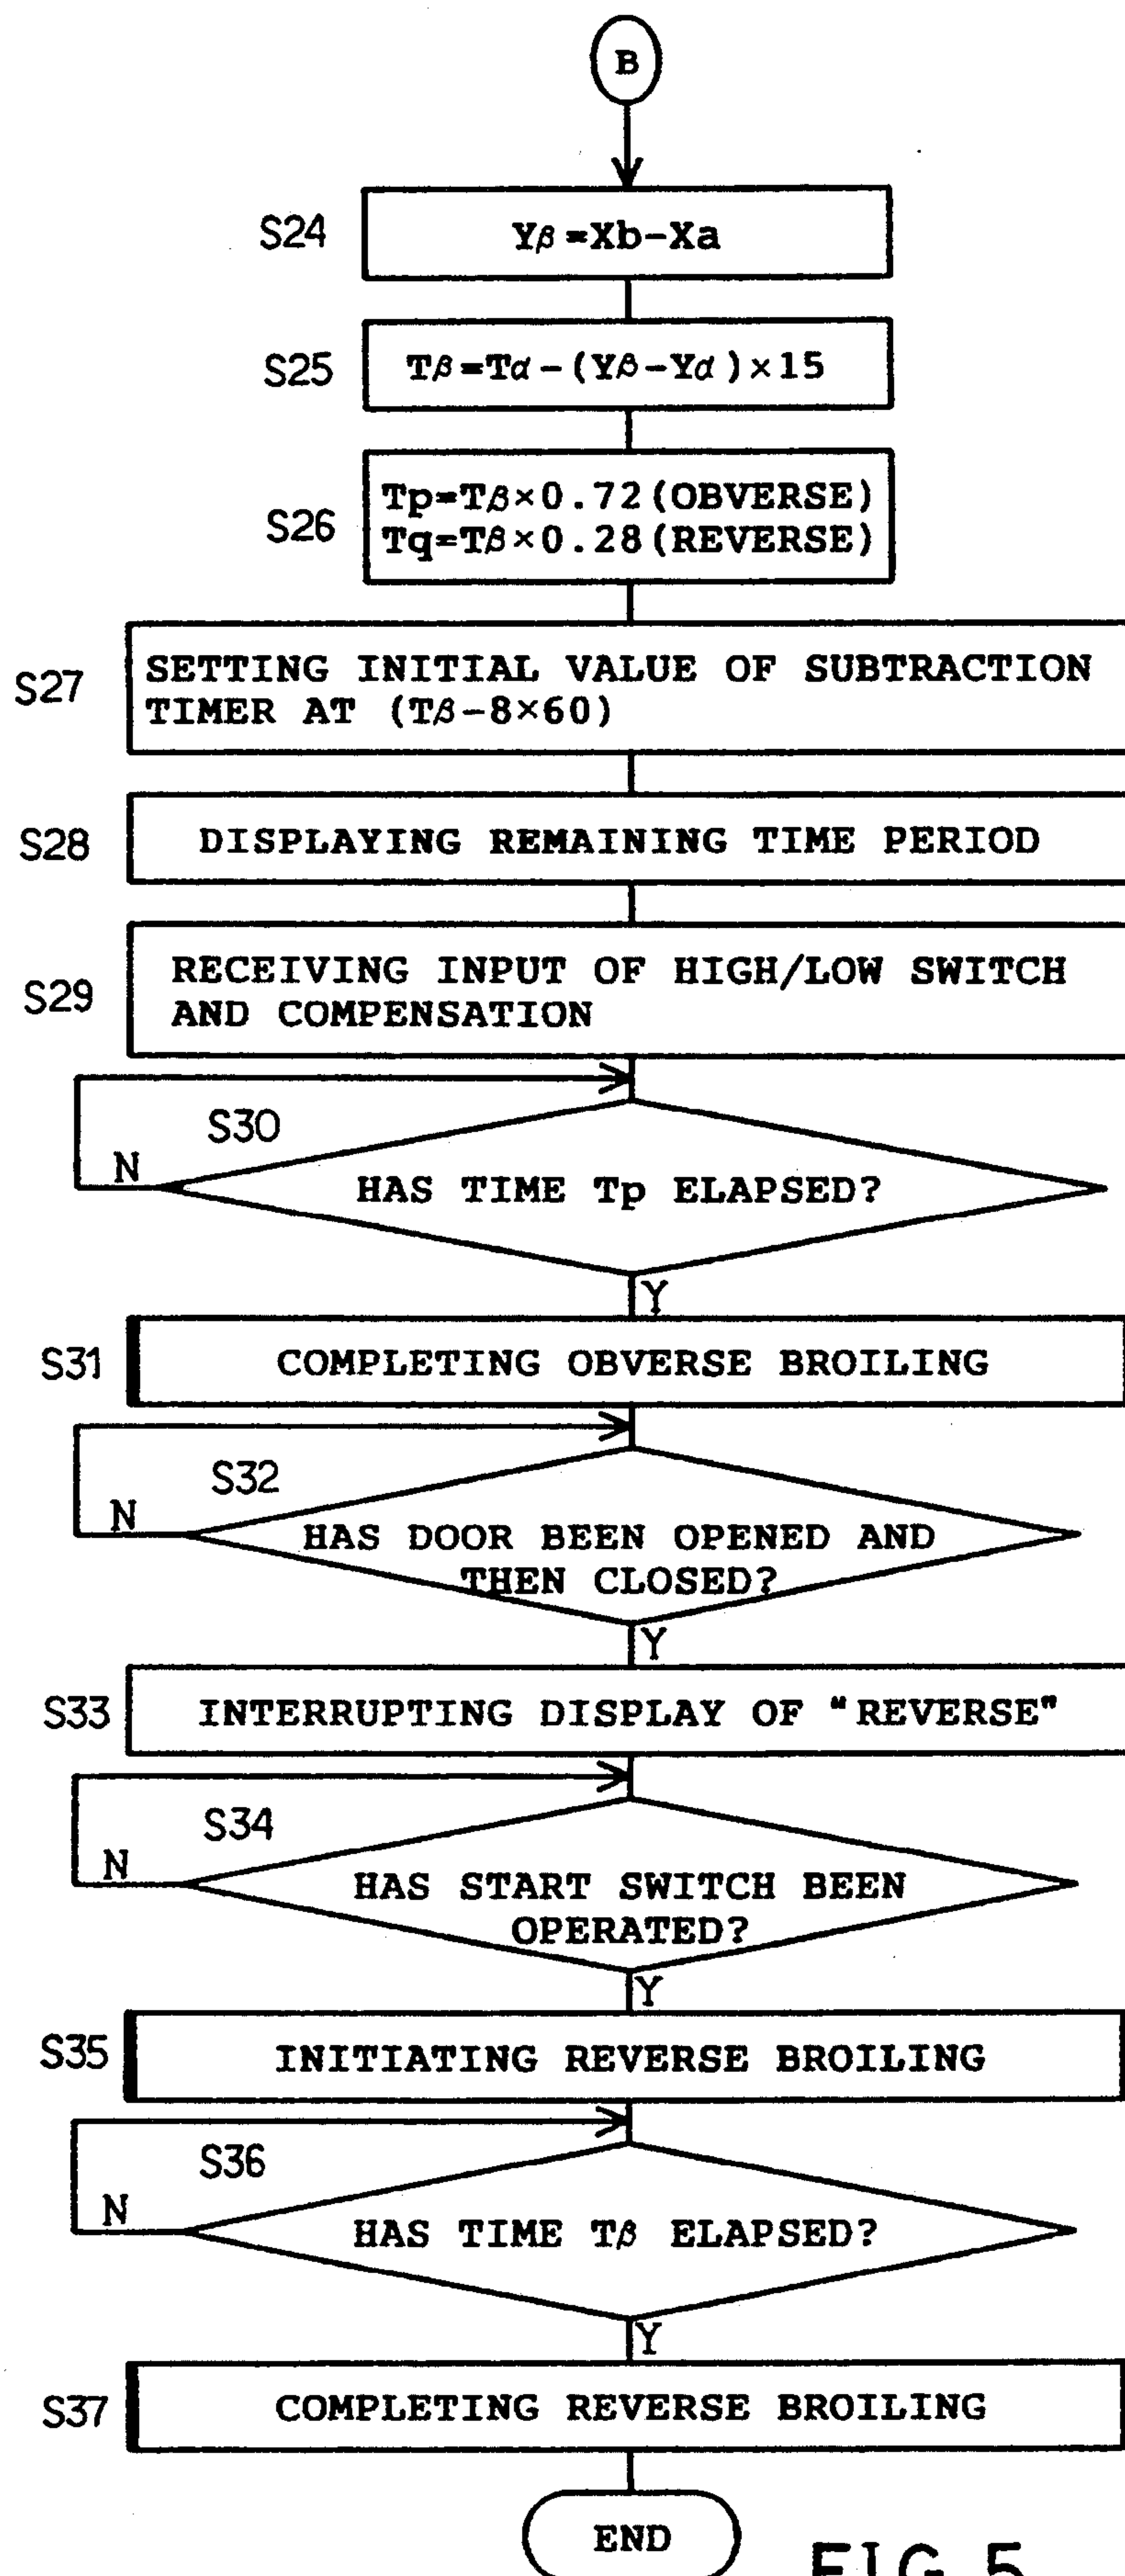 B
S24
Yβ=Xb-Xa
S25
Tβ=Tα-(Yβ-Yα)×15
S26
Tp=Tβ×0.72(OBVERSE)
Tq=Tβ×0.28(REVERSE)
S27
SETTING INITIAL VALUE OF SUBTRACTION
TIMER AT (Tβ-8×60)
S28
DISPLAYING REMAINING TIME PERIOD
S29
RECEIVING INPUT OF HIGH/LOW SWITCH
AND COMPENSATION
S30
N
HAS TIME Tp ELAPSED?
Y
S31
COMPLETING OBVERSE BROILING
S32
N
HAS DOOR BEEN OPENED AND
THEN CLOSED?
Y
S33
INTERRUPTING DISPLAY OF "REVERSE"
S34
N
HAS START SWITCH BEEN
OPERATED?
Y
S35
INITIATING REVERSE BROILING
S36
N
HAS TIME Tβ ELAPSED?
Y
S37
COMPLETING REVERSE BROILING
END
FIG.5